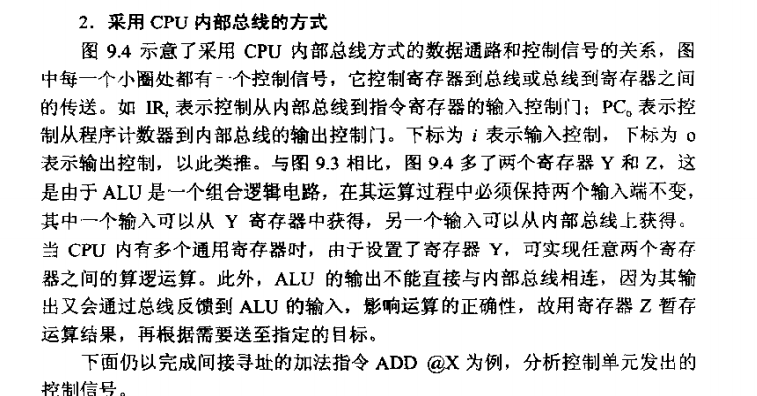 2．采用 CPU 内部总线的方式
图 9.4 示意了采用 CPU 内部总线方式的数据通路和控制信号的关系，图
中每一个小圈处都有一个控制信号，它控制寄存器到总线或总线到寄存器之间
的传送。如 IRᵢ 表示控制从内部总线到指令寄存器的输入控制门；PCₒ 表示控
制从程序计数器到内部总线的输出控制门。下标为 i 表示输入控制，下标为 o
表示输出控制，以此类推。与图 9.3 相比，图 9.4 多了两个寄存器 Y 和 Z，这
是由于 ALU 是一个组合逻辑电路，在其运算过程中必须保持两个输入端不变，
其中一个输入可以从 Y 寄存器中获得，另一个输入可以从内部总线上获得。
当 CPU 内有多个通用寄存器时，由于设置了寄存器 Y，可实现任意两个寄存
器之间的算逻运算。此外，ALU 的输出不能直接与内部总线相连，因为其输
出又会通过总线反馈到 ALU 的输入，影响运算的正确性，故用寄存器 Z 暂存
运算结果，再根据需要送至指定的目标。
下面仍以完成间接寻址的加法指令 ADD @X 为例，分析控制单元发出的
控制信号。